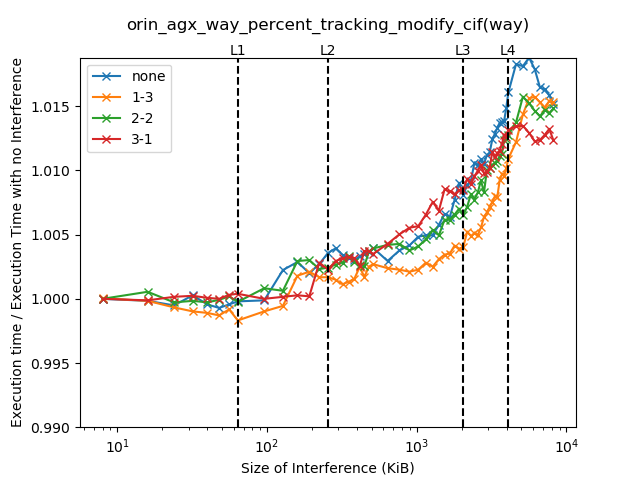 orin_agx_way_percent_tracking_modify_cif(way)
L1 L2 L3 L4
none
1-3
2-2
3-1
Execution time / Execution Time with no Interference
1.015
1.010
1.005
1.000
0.995
0.990
10¹ 10² 10³ 10⁴
Size of Interference (KiB)